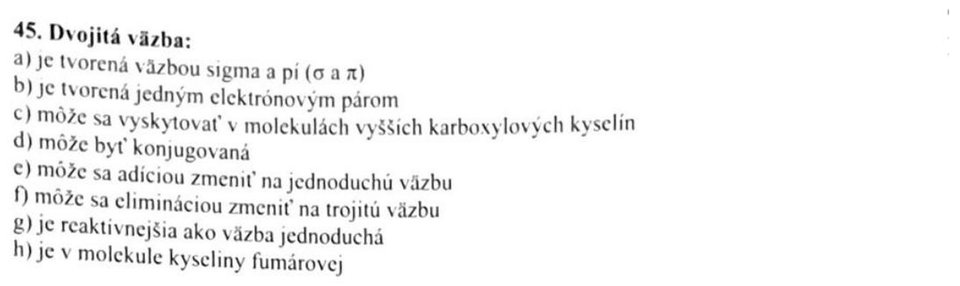 45. Dvojitá väzba:
a) je tvorená väzbou sigma a pí (σ a π)
b) je tvorená jedným elektrónovým párom
c) môže sa vyskytovať v molekulách vyšších karboxylových kyselín
d) môže byť konjugovaná
e) môže sa adíciou zmeniť na jednoduchú väzbu
f) môže sa elimináciou zmeniť na trojitú väzbu
g) je reaktívnejšia ako väzba jednoduchá
h) je v molekule kyseliny fumárovej